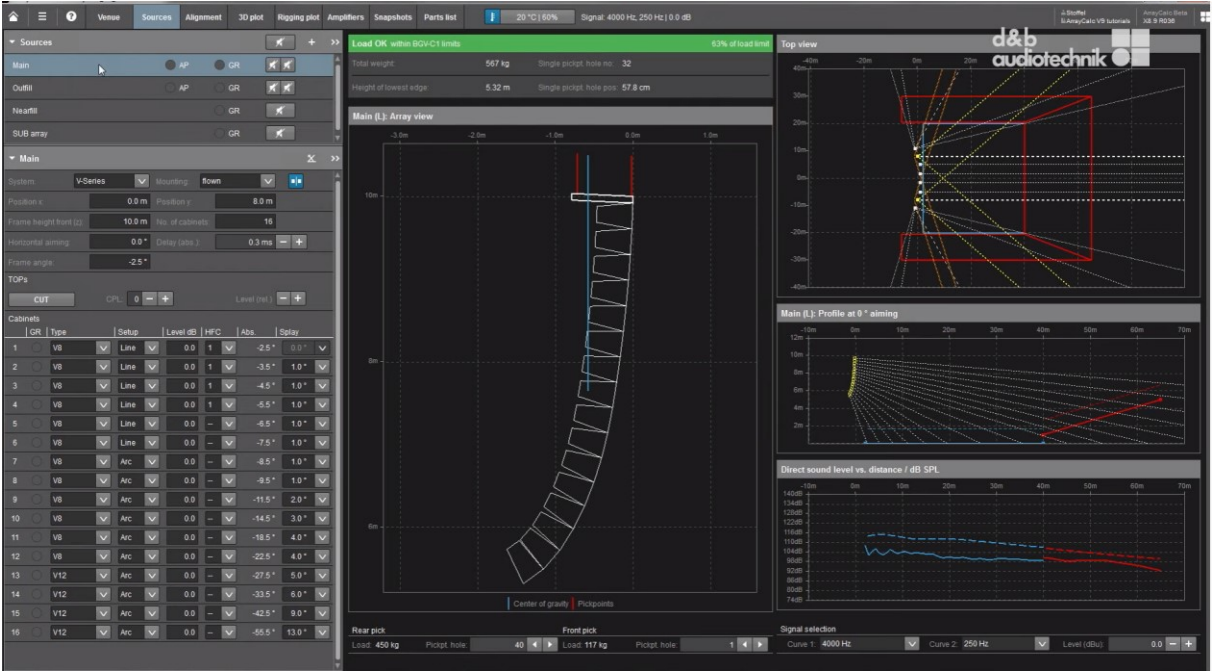 Venue Sources Alignment 3D plot Rigging plot Amplifiers Snapshots Parts list 20 °C | 60% Signal: 4000 Hz, 250 Hz | 0.0 dB
Stoffel ArrayCalc Beta
ArrayCalc V9 tutorials X8.9 R036
d&b
audiotechnik
Sources
Main AP GR
Outfill AP GR
Nearfill GR
SUB array GR
Main
System: V-Series Mounting: flown
Position x: 0.0 m Position y: 8.0 m
Frame height front (z): 10.0 m No. of cabinets: 16
Horizontal aiming: 0.0° Delay (abs.): 0.3 ms
Frame angle: -2.5°
TOPs
CUT CPL: 0 Level (rel.)
Cabinets
GR Type Setup Level dB HFC Abs. Splay
1 V8 Line 0.0 1 -2.5° 0.0°
2 V8 Line 0.0 1 -3.5° 1.0°
3 V8 Line 0.0 1 -4.5° 1.0°
4 V8 Line 0.0 1 -5.5° 1.0°
5 V8 Line 0.0 – -6.5° 1.0°
6 V8 Line 0.0 – -7.5° 1.0°
7 V8 Arc 0.0 – -8.5° 1.0°
8 V8 Arc 0.0 – -9.5° 1.0°
9 V8 Arc 0.0 – -11.5° 2.0°
10 V8 Arc 0.0 – -14.5° 3.0°
11 V8 Arc 0.0 – -18.5° 4.0°
12 V8 Arc 0.0 – -22.5° 4.0°
13 V12 Arc 0.0 – -27.5° 5.0°
14 V12 Arc 0.0 – -33.5° 6.0°
15 V12 Arc 0.0 – -42.5° 9.0°
16 V12 Arc 0.0 – -55.5° 13.0°
Load OK within BGV-C1 limits 63% of load limit
Total weight: 567 kg Single pickpt. hole no.: 32
Height of lowest edge: 5.32 m Single pickpt. hole pos: 57.8 cm
Main (L): Array view
-3.0m -2.0m -1.0m 0.0m 1.0m
10m
8m
6m
Center of gravity Pickpoints
Rear pick Front pick
Load: 450 kg Pickpt. hole: 40 Load: 117 kg Pickpt. hole: 1
Top view
-40m -20m 0m 20m
40m
30m
20m
10m
0m
-10m
-20m
-30m
-40m
Main (L): Profile at 0° aiming
-10m 0m 10m 20m 30m 40m 50m 60m 70m
12m
10m
8m
6m
4m
2m
Direct sound level vs. distance / dB SPL
-10m 0m 10m 20m 30m 40m 50m 60m 70m
140dB
134dB
128dB
122dB
116dB
110dB
104dB
98dB
92dB
86dB
80dB
74dB
Signal selection
Curve 1: 4000 Hz Curve 2: 250 Hz Level (dBu): 0.0